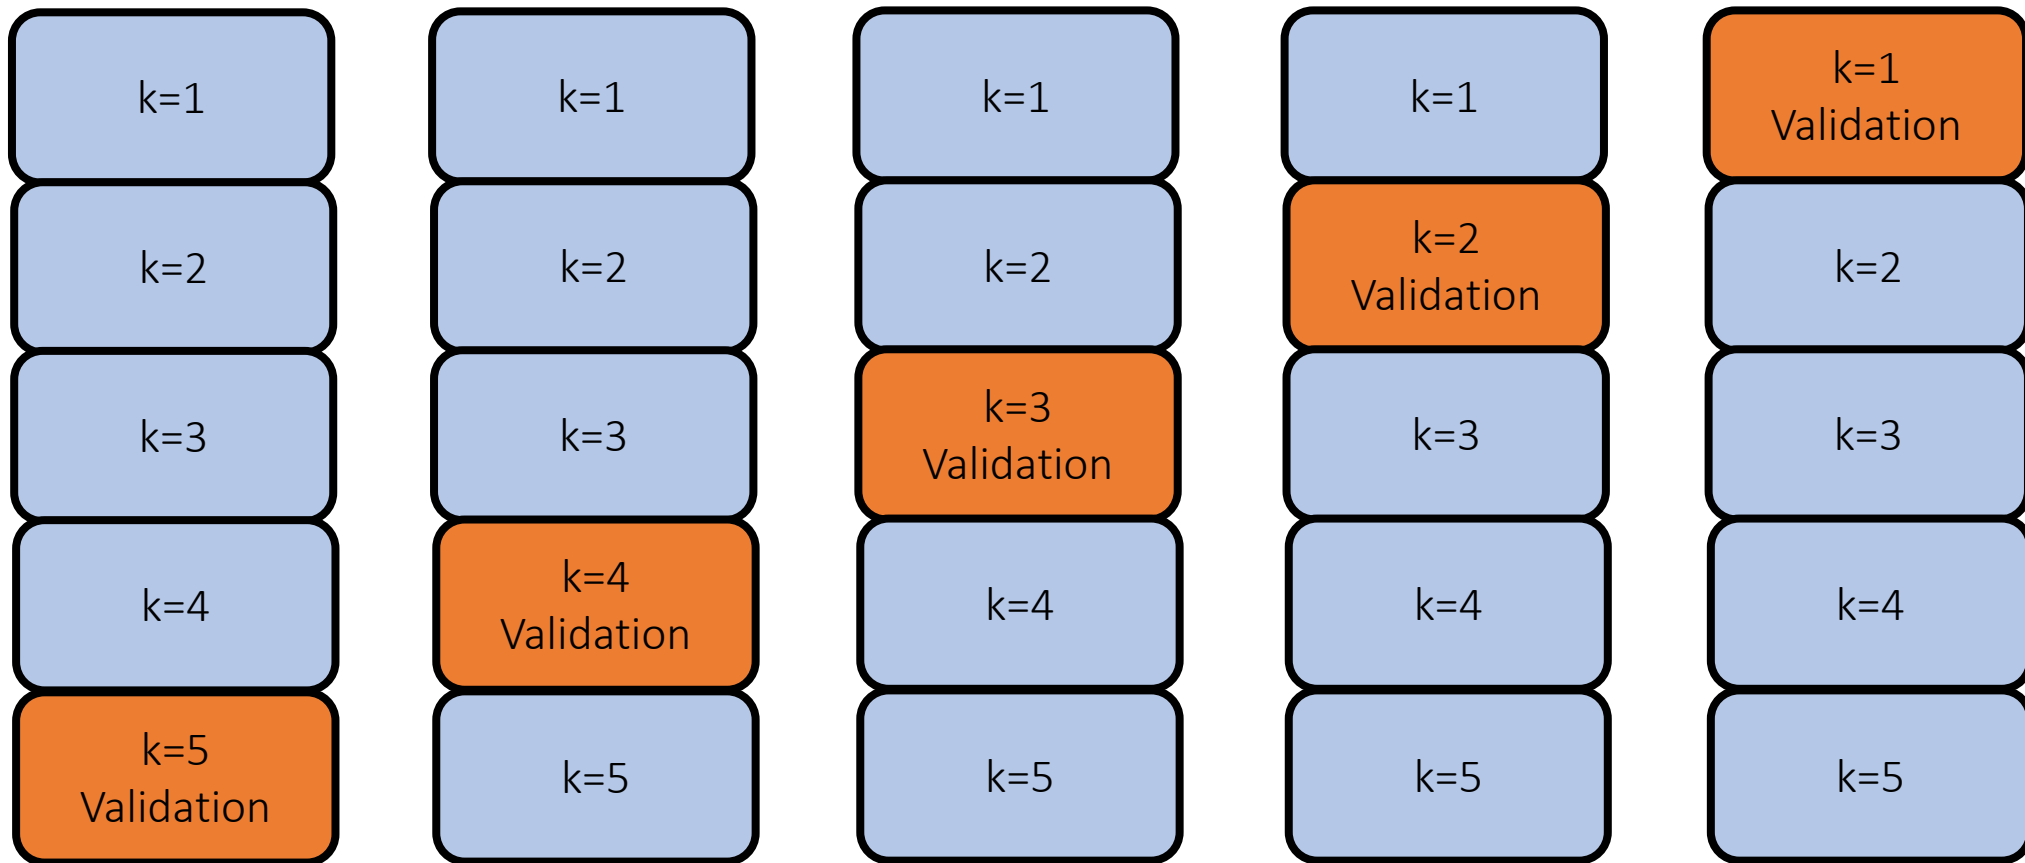 k=1
k=2
k=3
k=4
k=5
Validation
k=1
k=2
k=3
k=4
Validation
k=5
k=1
k=2
k=3
Validation
k=4
k=5
k=1
k=2
Validation
k=3
k=4
k=5
k=1
Validation
k=2
k=3
k=4
k=5